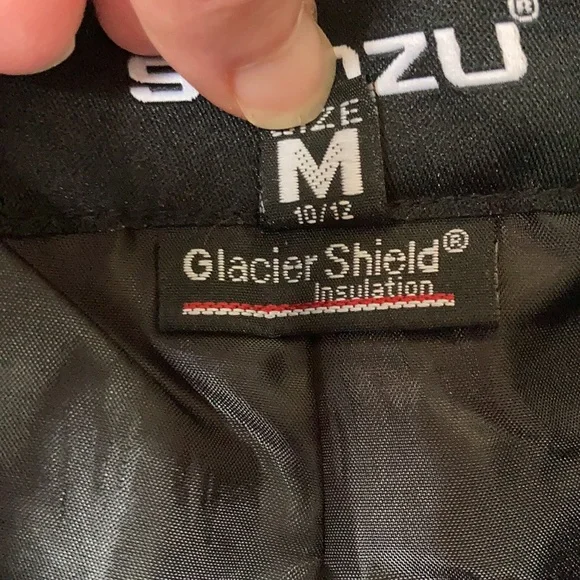 ®
SIZE
M
10/12
Glacier Shield®
Insulation